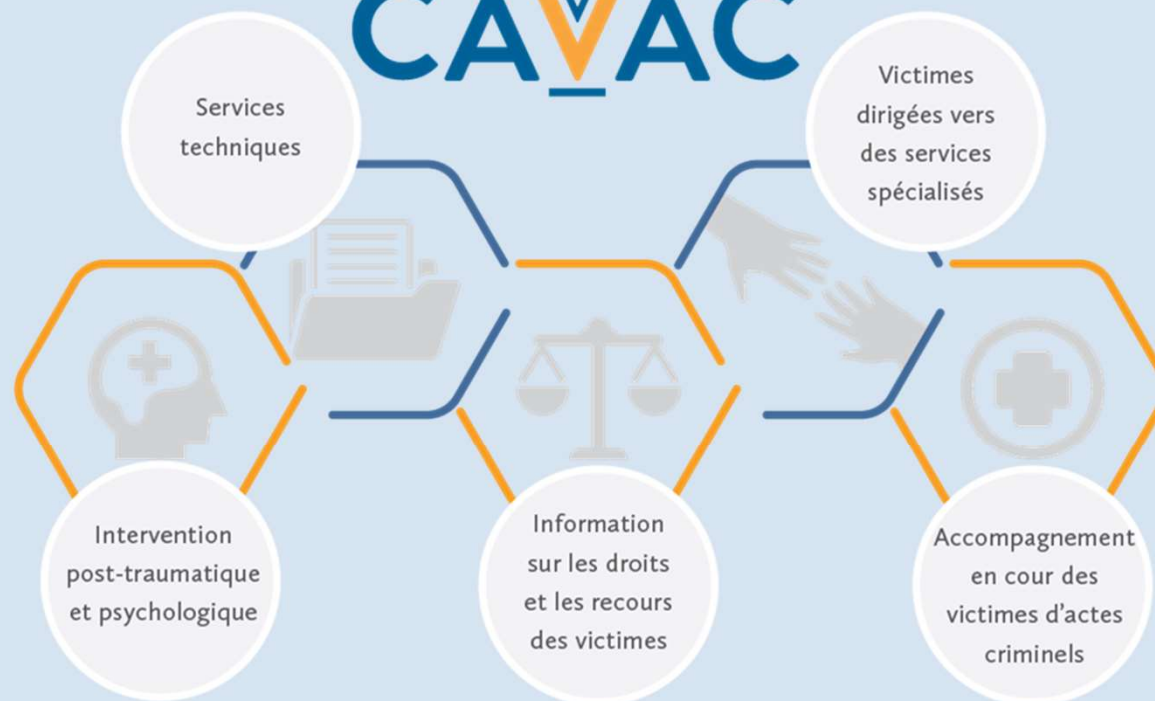 CAVAC
Services
techniques
Victimes
dirigées vers
des services
spécialisés
Intervention
post-traumatique
et psychologique
Information
sur les droits
et les recours
des victimes
Accompagnement
en cour des
victimes d’actes
criminels